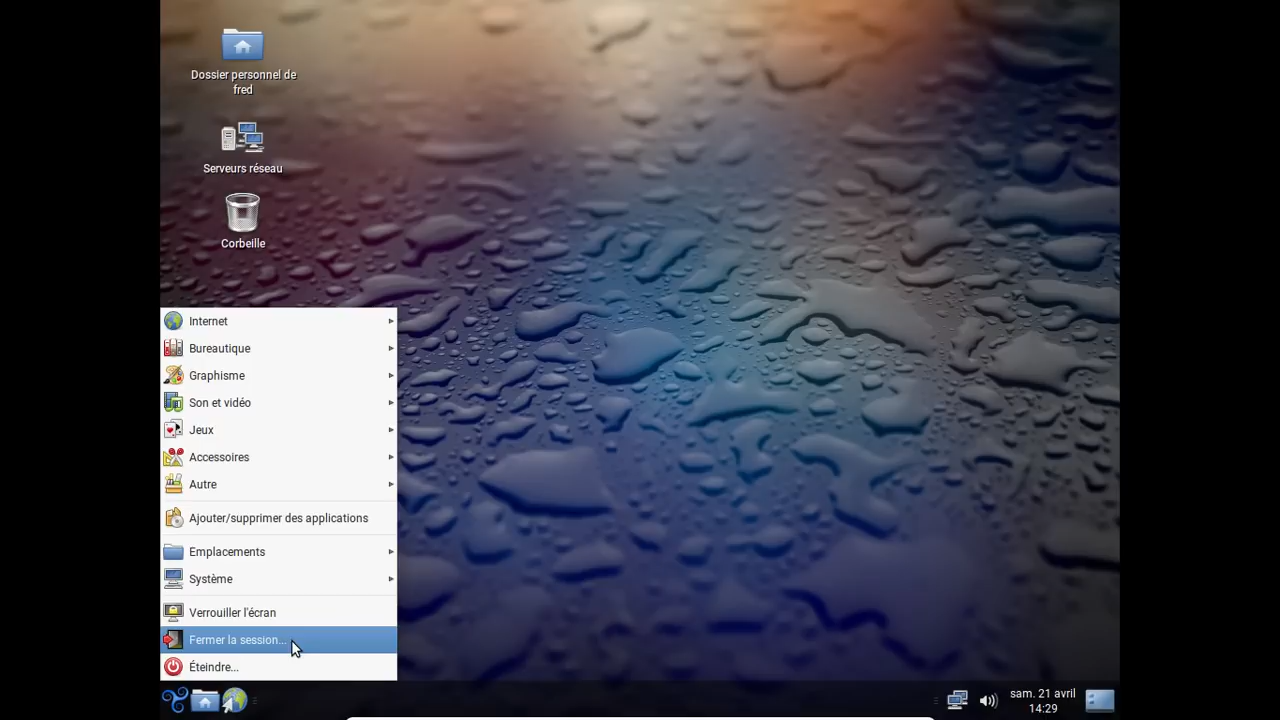 Dossier personnel de
fred
Serveurs réseau
Corbeille
Internet
Bureautique
Graphisme
Son et vidéo
Jeux
Accessoires
Autre
Ajouter/supprimer des applications
Emplacements
Système
Verrouiller l'écran
Fermer la session...
Éteindre...
sam. 21 avril
14:29